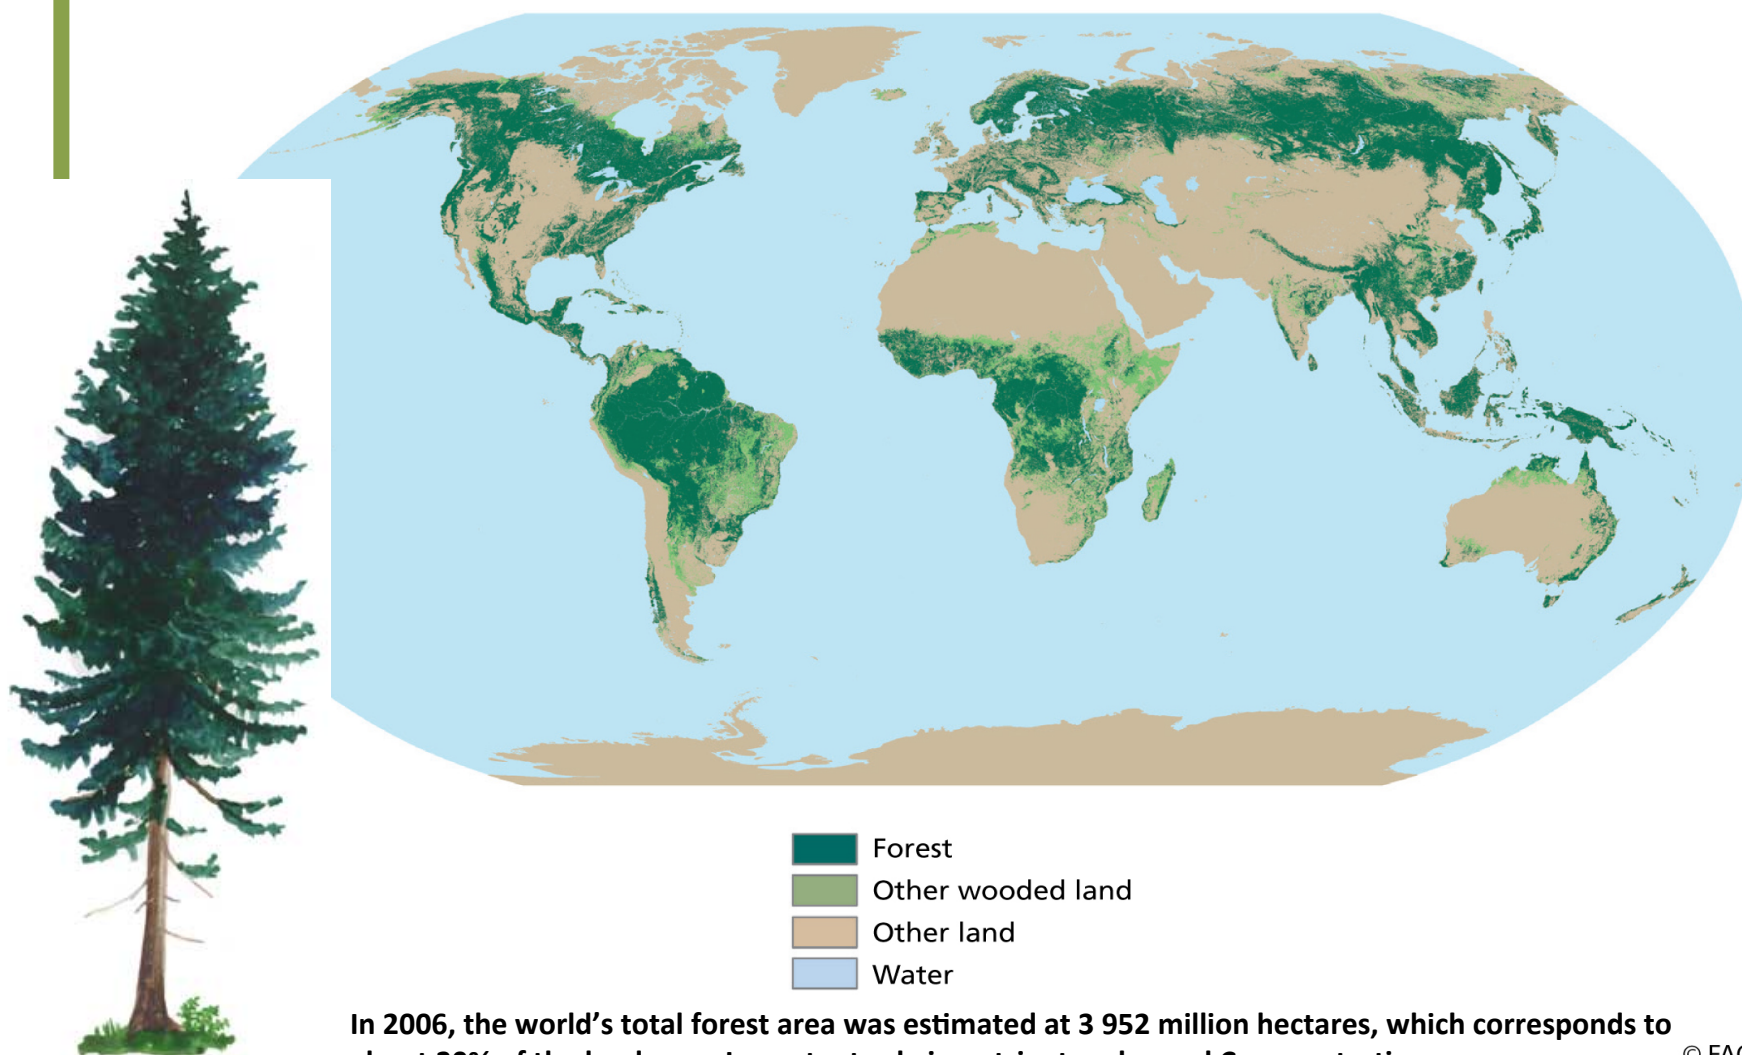 Forest
Other wooded land
Other land
Water
In 2006, the world's total forest area was estimated at 3 952 million hectares, which corresponds to
© FAO